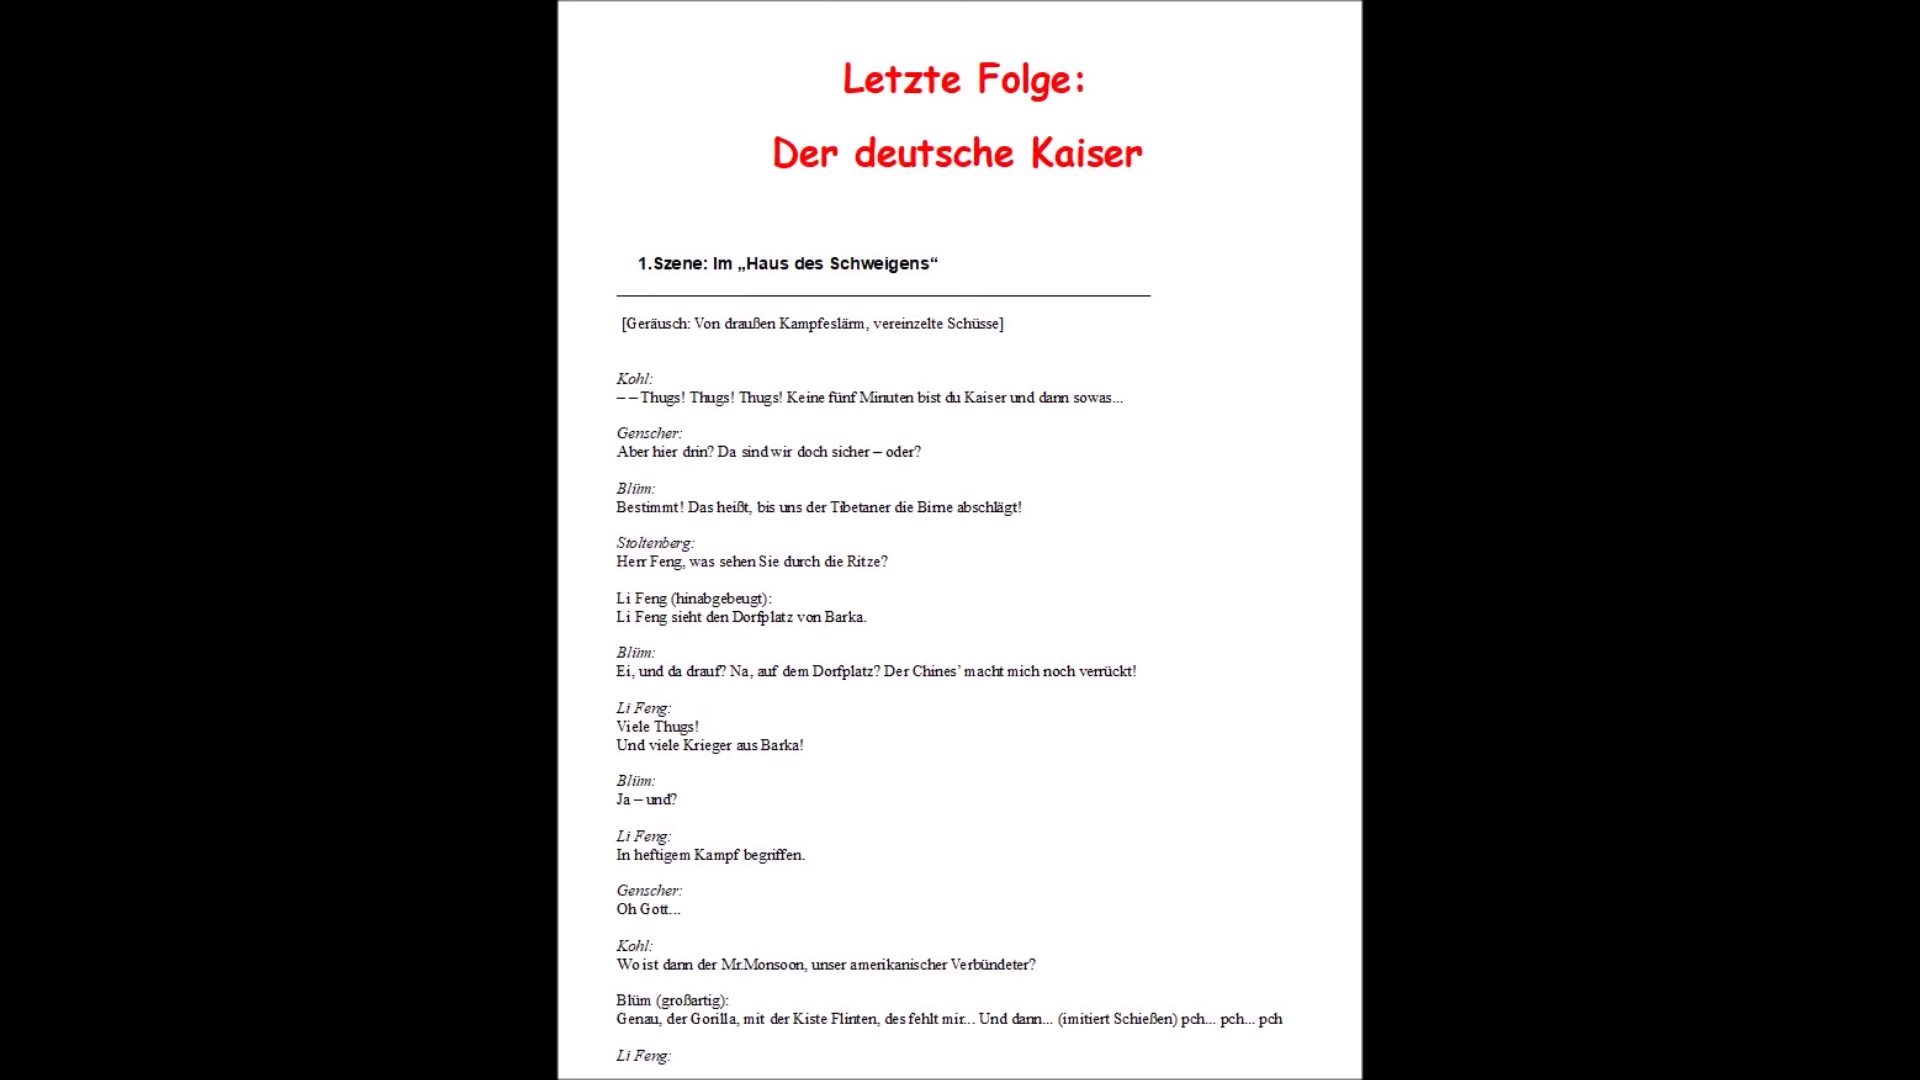 Letzte Folge:
Der deutsche Kaiser
1.Szene: Im „Haus des Schweigens“
[Geräusch: Von draußen Kampfeslärm, vereinzelte Schüsse]
Kohl:
– – Thugs! Thugs! Thugs! Keine fünf Minuten bist du Kaiser und dann sowas...
Genscher:
Aber hier drin? Da sind wir doch sicher – oder?
Blüm:
Bestimmt! Das heißt, bis uns der Tibetaner die Birne abschlägt!
Stoltenberg:
Herr Feng, was sehen Sie durch die Ritze?
Li Feng (hinabgebeugt):
Li Feng sieht den Dorfplatz von Barka.
Blüm:
Ei, und da drauf? Na, auf dem Dorfplatz? Der Chines’ macht mich noch verrückt!
Li Feng:
Viele Thugs!
Und viele Krieger aus Barka!
Blüm:
Ja – und?
Li Feng:
In heftigem Kampf begriffen.
Genscher:
Oh Gott...
Kohl:
Wo ist dann der Mr.Monsoon, unser amerikanischer Verbündeter?
Blüm (großartig):
Genau, der Gorilla, mit der Kiste Flinten, des fehlt mir... Und dann... (imitiert Schießen) pch... pch... pch
Li Feng: